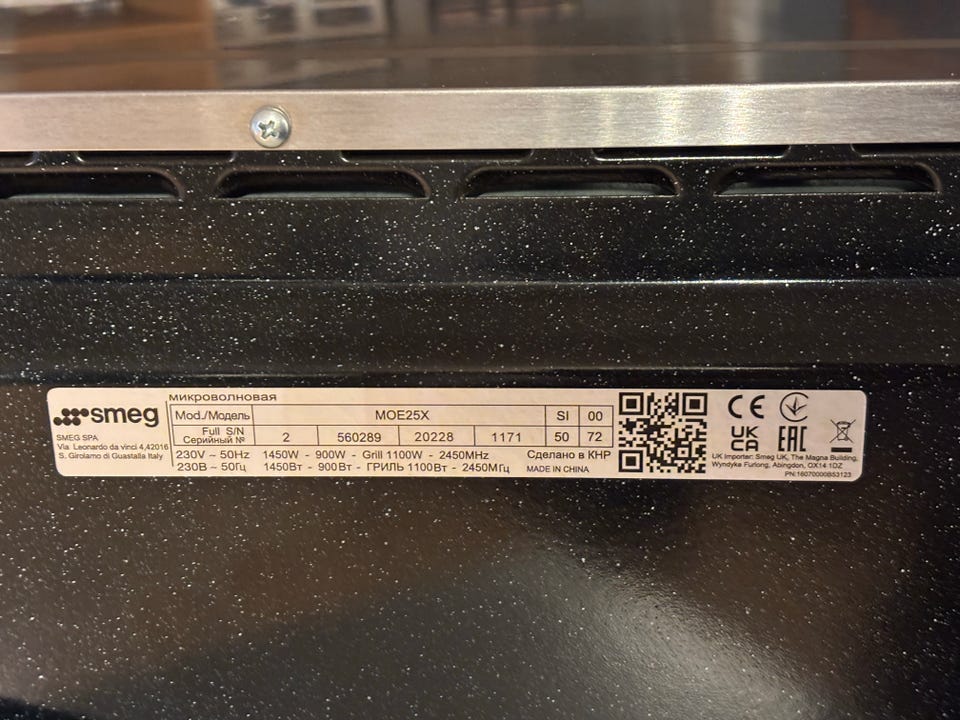 микроволновая
smeg
SMEG SPA
Via Leonardo da vinci 4,42016
S. Girolamo di Guastalla Italy
Mod./Модель MOE25X SI 00
Full S/N
Серийный № 2 560289 20228 1171 50 72
230V ~ 50Hz 1450W - 900W - Grill 1100W - 2450MHz Сделано в КНР
230В ~ 50Гц 1450Вт - 900Вт - ГРИЛЬ 1100Вт - 2450МГц MADE IN CHINA
CE
UK
CA EAC
UK Importer: Smeg UK, The Magna Building,
Wyndyke Furlong, Abingdon, OX14 1DZ
PN:16070000B53123